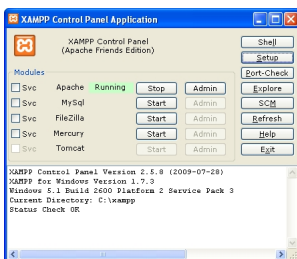 XAMPP Control Panel Application
XAMPP Control Panel
(Apache Friends Edition)
Shell
Setup
Modules
Port-Check
Svc Apache Running Stop Admin
Explore
Svc MySql Start Admin
SCM
Svc FileZilla Start Admin
Refresh
Svc Mercury Start Admin
Help
Svc Tomcat Start Admin
Exit
XAMPP Control Panel Version 2.5.8 (2009-07-28)
XAMPP for Windows Version 1.7.3
Windows 5.1 Build 2600 Platform 2 Service Pack 3
Current Directory: C:\xampp
Status Check OK